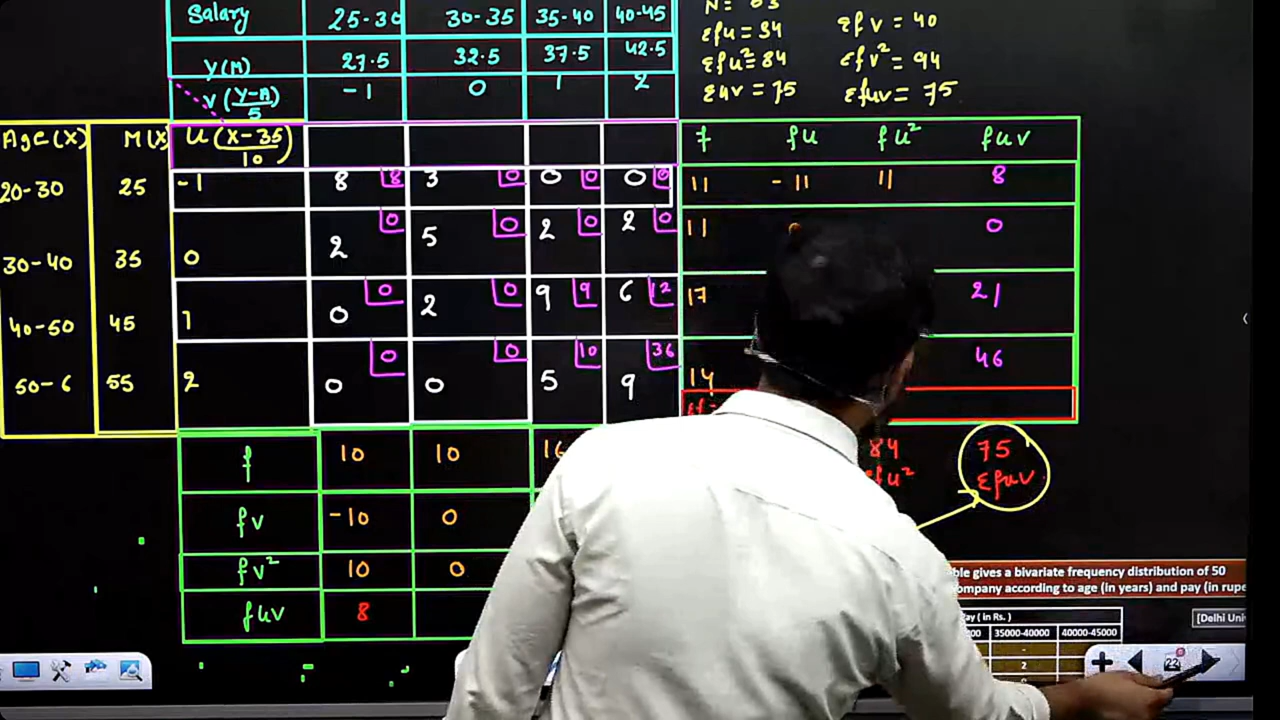 Salary 25-30 30-35 35-40 40-45
Y(M) 27.5 32.5 37.5 42.5
V (Y-A)/5 -1 0 1 2
Σfu = 34 Σfv = 40
Σfu² = 84 Σfv² = 94
Σuv = 75 Σfuv = 75
Age (X) M(X) U (X-35)/10 f fu fu² fuv
20-30 25 -1 8 8 3 0 0 0 0 0 11 -11 11 8
30-40 35 0 2 0 5 0 2 0 2 0 11 0
40-50 45 1 0 0 2 0 9 9 6 12 17 21
50-6 55 2 0 0 0 0 5 10 9 36 14 46
f 10 10 16 84 75
fu² Σfuv
fv -10 0
fv² 10 0
fuv 8
ble gives a bivariate frequency distribution of 50
ompany according to age (in years) and pay (in rupe
ay ( in Rs. ) [Delhi Univ
000 35000-40000 40000-45000
- -
2
22